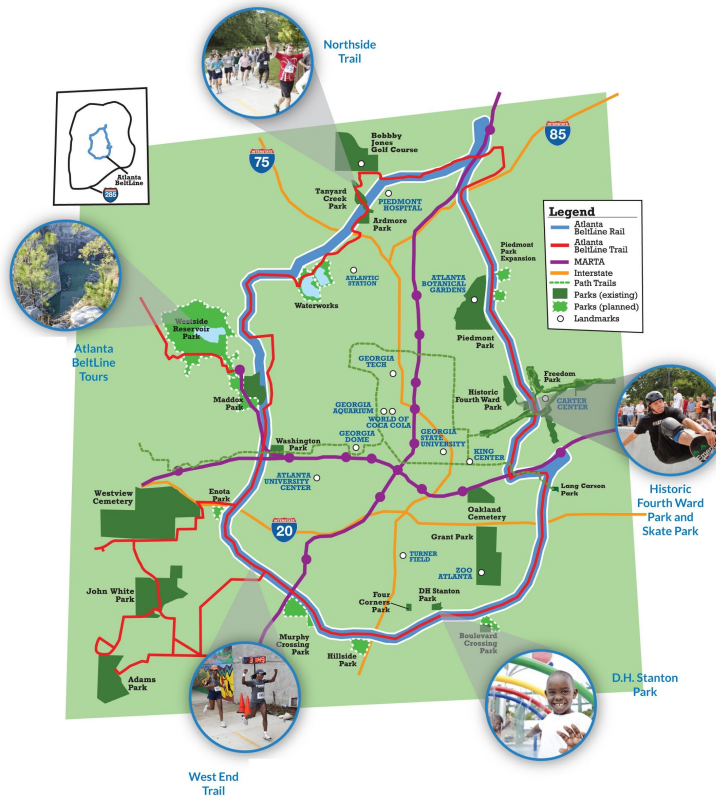 Northside
Trail
INTERSTATE
85
INTERSTATE
75
Bobbby
Jones
Golf Course
Atlanta
BeltLine
285
Tanyard
Creek
Park
PIEDMONT
HOSPITAL
Ardmore
Park
Legend
Atlanta
BeltLine Rail
Atlanta
BeltLine Trail
MARTA
Interstate
Path Trails
Parks (existing)
Parks (planned)
Landmarks
Piedmont
Park
Expansion
ATLANTIC
STATION
ATLANTA
BOTANICAL
GARDENS
Waterworks
Westside
Reservoir
Park
Piedmont
Park
Atlanta
BeltLine
Tours
GEORGIA
TECH
Freedom
Park
Historic
Fourth Ward
Park
CARTER
CENTER
Maddox
Park
GEORGIA
AQUARIUM
WORLD OF
COCA COLA
GEORGIA
DOME
GEORGIA
STATE
UNIVERSITY
Washington
Park
KING
CENTER
ATLANTA
UNIVERSITY
CENTER
Historic
Fourth Ward
Park and
Skate Park
Westview
Cemetery
Enota
Park
Lang Carson
Park
Oakland
Cemetery
INTERSTATE
20
Grant Park
TURNER
FIELD
ZOO
ATLANTA
John White
Park
Four
Corners
Park
DH Stanton
Park
Murphy
Crossing
Park
Hillside
Park
Boulevard
Crossing
Park
Adams
Park
D.H. Stanton
Park
West End
Trail